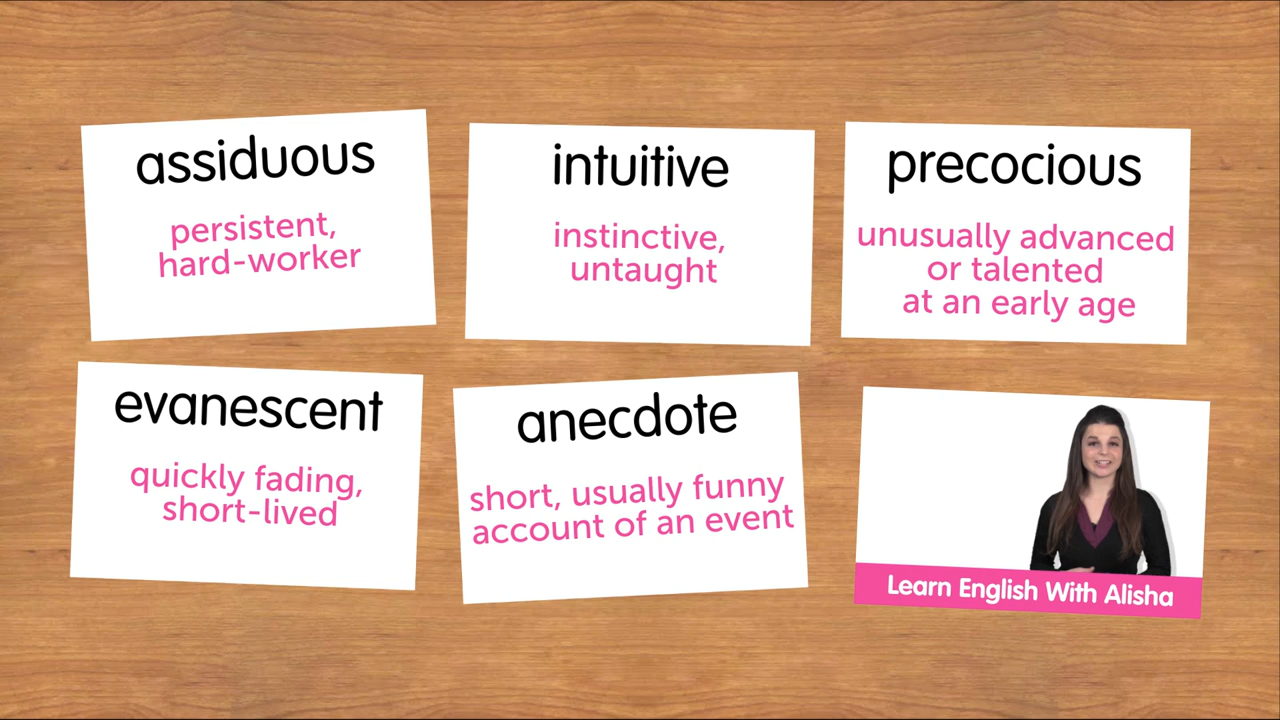 assiduous
persistent,
hard-worker
intuitive
instinctive,
untaught
precocious
unusually advanced
or talented
at an early age
evanescent
quickly fading,
short-lived
anecdote
short, usually funny
account of an event
Learn English With Alisha